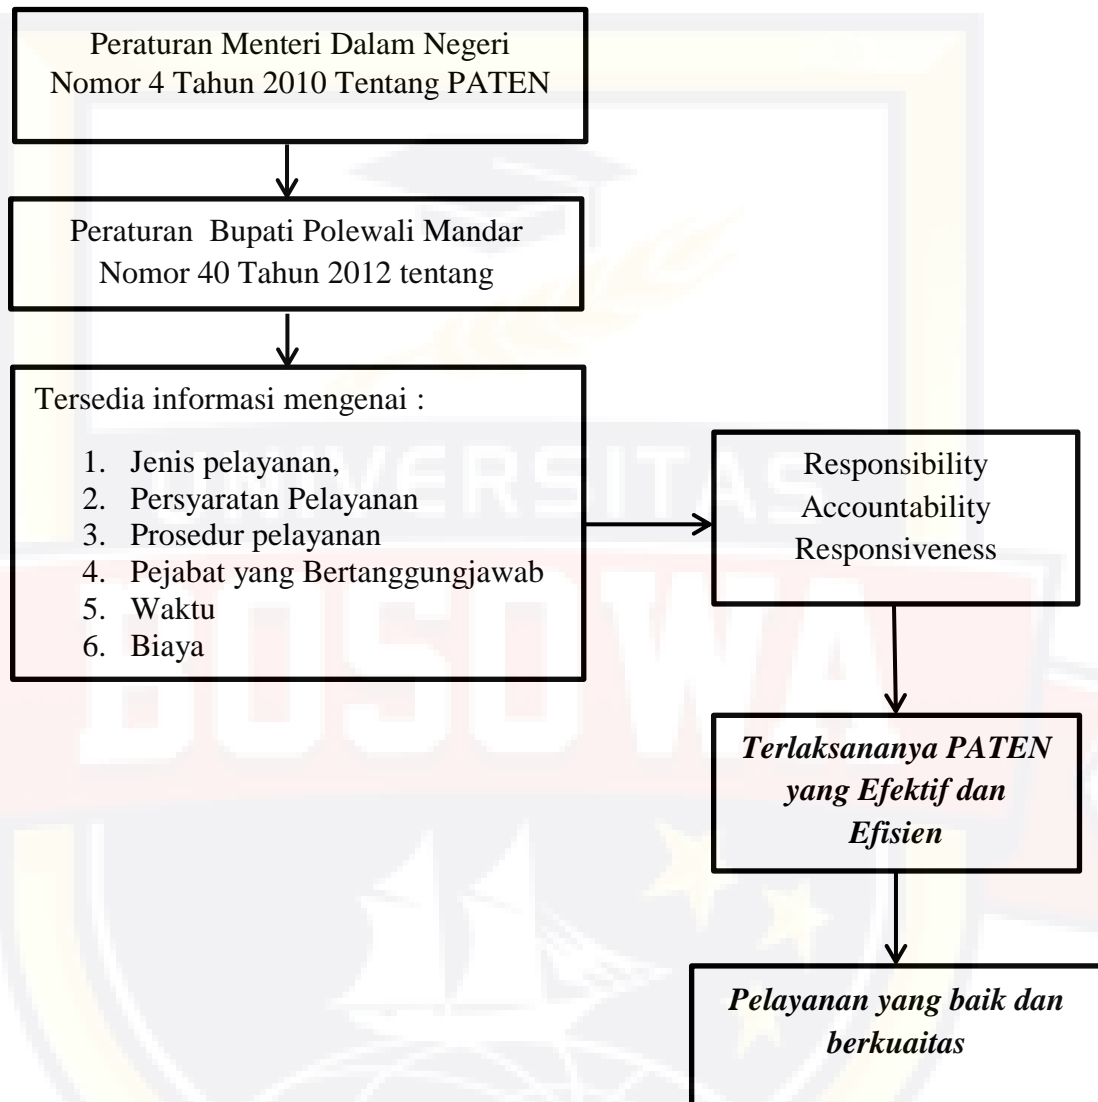 Peraturan Menteri Dalam Negeri
Nomor 4 Tahun 2010 Tentang PATEN
Peraturan  Bupati Polewali Mandar
Nomor 40 Tahun 2012 tentang
Tersedia informasi mengenai :
1. Jenis pelayanan,
2. Persyaratan Pelayanan
3. Prosedur pelayanan
4. Pejabat yang Bertanggungjawab
5. Waktu
6. Biaya
Responsibility
Accountability
Responsiveness
Terlaksananya PATEN
yang Efektif dan
Efisien
Pelayanan yang baik dan
berkuaitas
UNIVERSITAS
BOSOWA